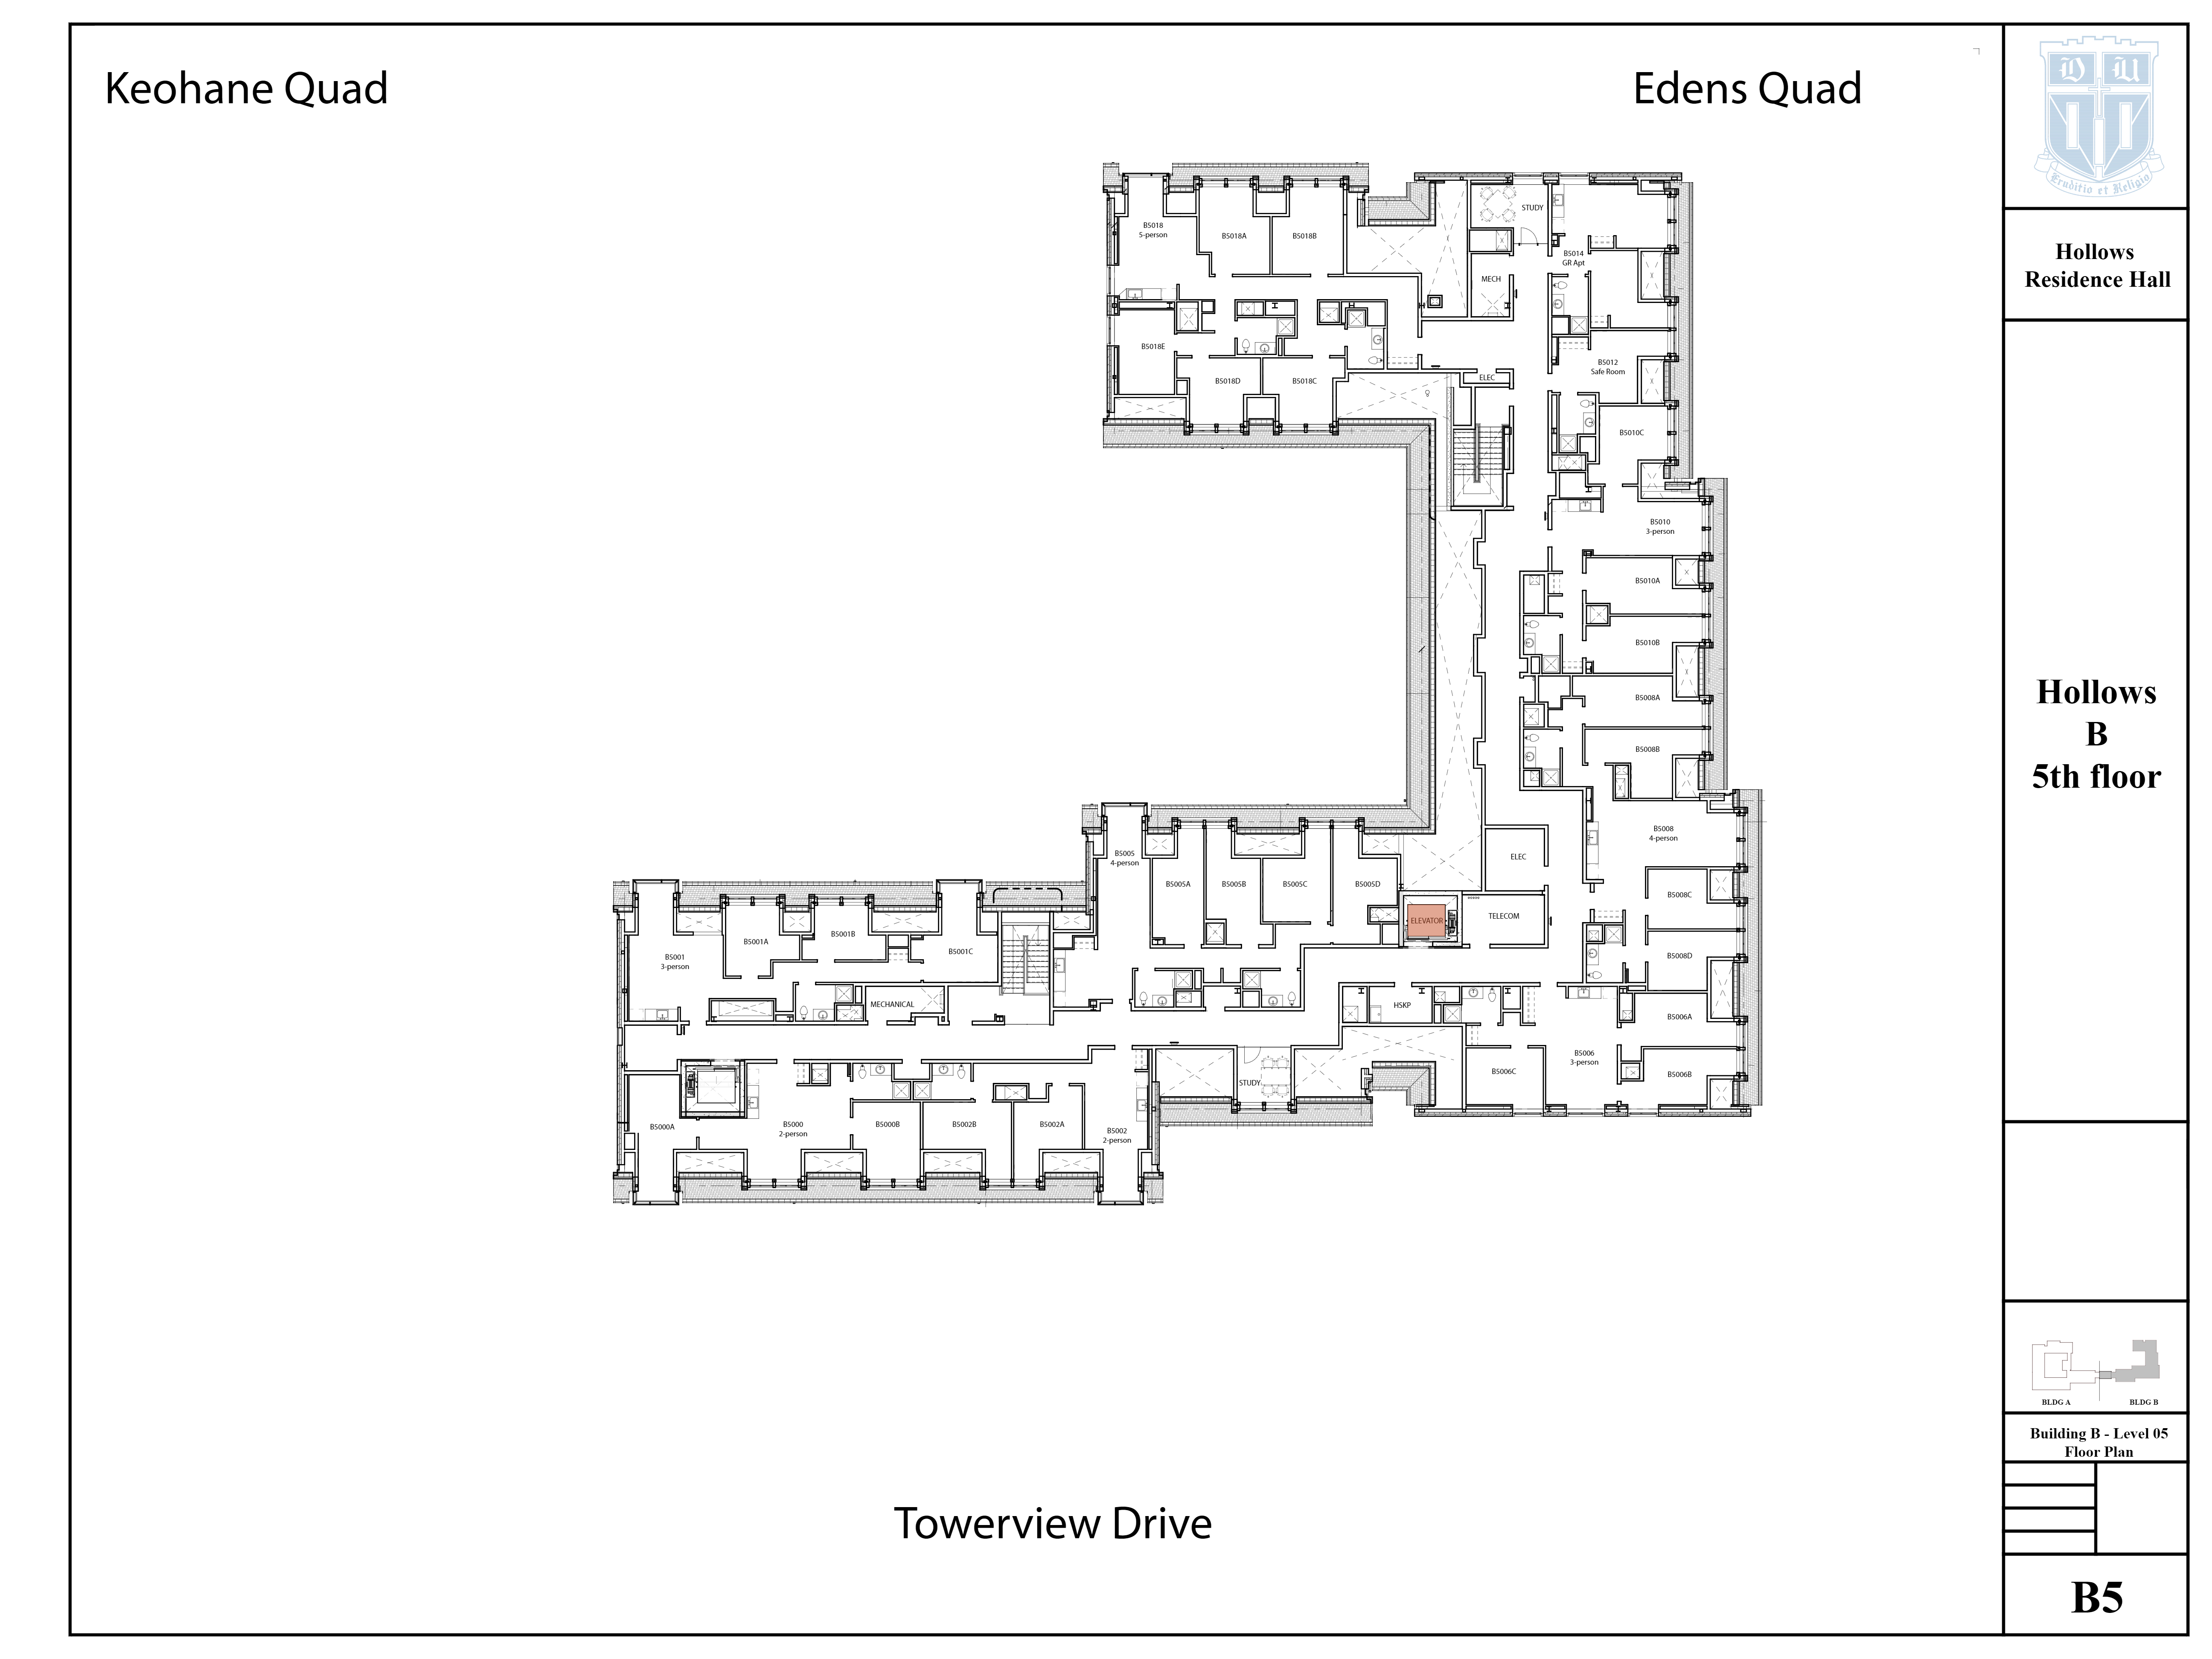 Keohane Quad
Edens Quad
D U
Eruditio et Religio
Hollows
Residence Hall
Hollows
B
5th floor
BLDG A
BLDG B
Building B - Level 05
Floor Plan
B5
B5018
5-person
B5018A
B5018B
STUDY
B5014
GR Apt
MECH
B5018E
B5018D
B5018C
ELEC
B5012
Safe Room
B5010C
B5010
3-person
B5010A
B5010B
B5008A
B5008B
B5008
4-person
B5005
4-person
B5005A
B5005B
B5005C
B5005D
ELEC
ELEVATOR
TELECOM
B5008C
B5008D
B5001
3-person
B5001A
B5001B
B5001C
MECHANICAL
HSKP
B5006A
B5006
3-person
B5006B
B5006C
STUDY
B5000A
B5000
2-person
B5000B
B5002B
B5002A
B5002
2-person
Towerview Drive